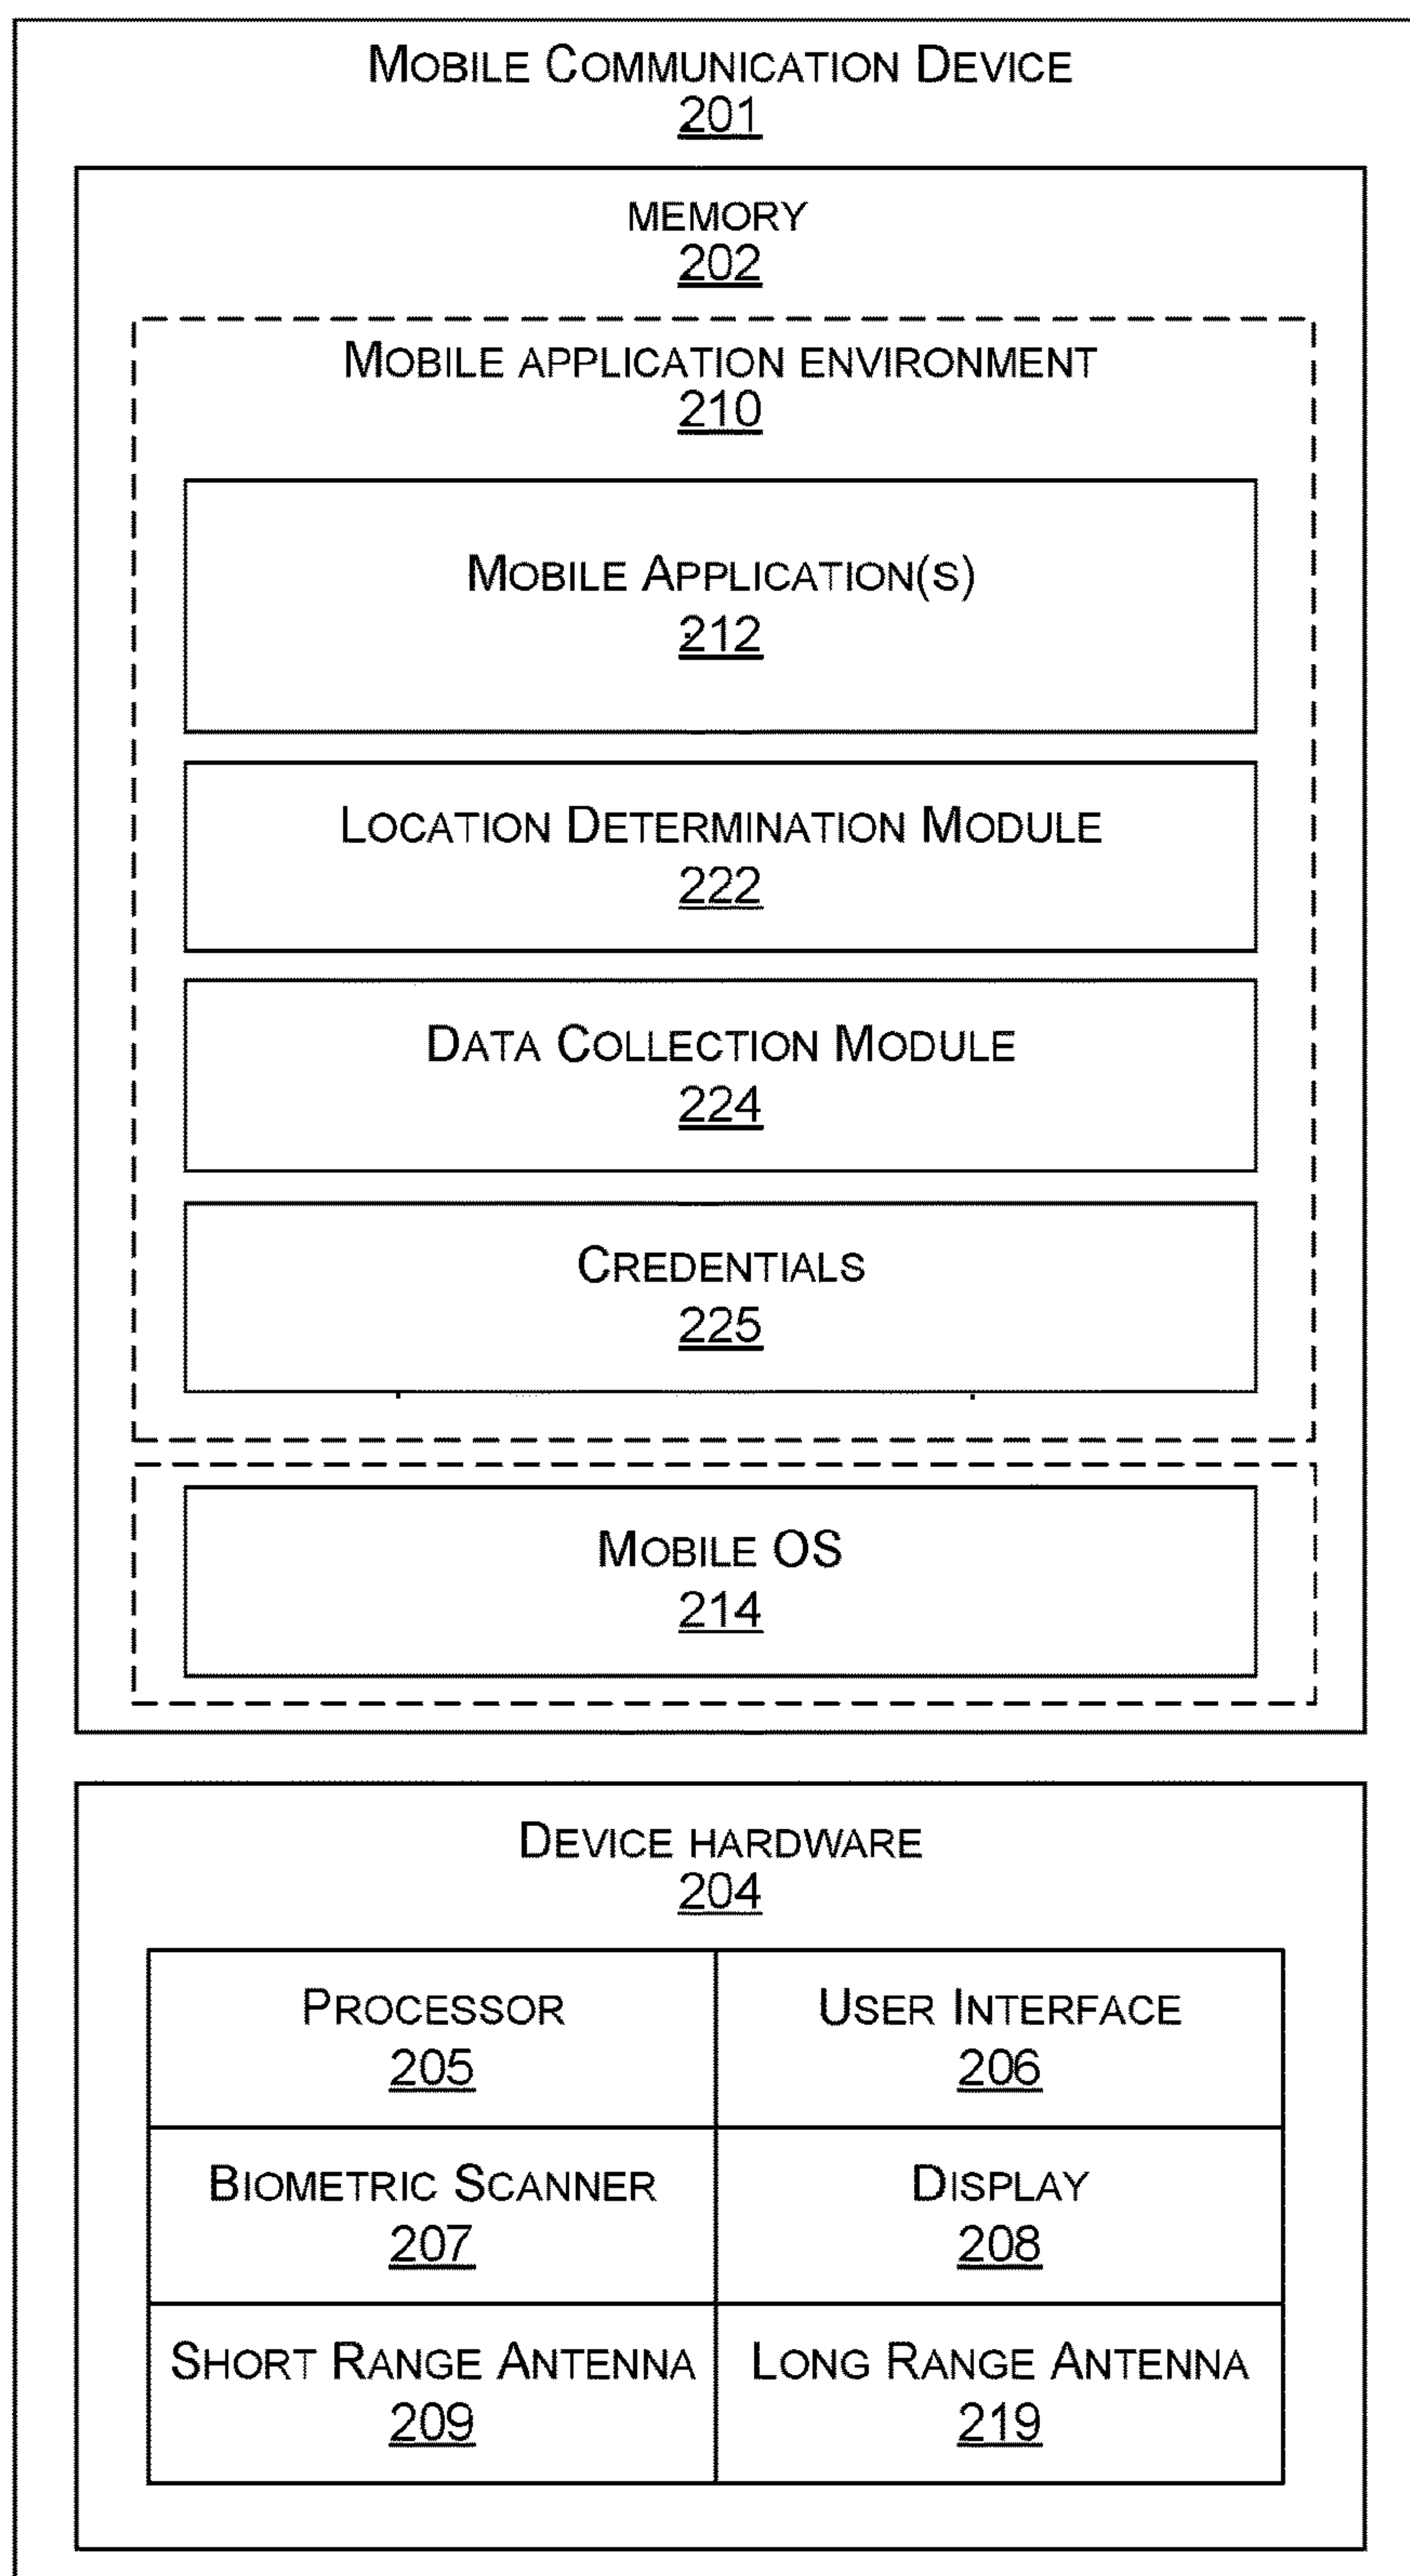 MOBILE COMMUNICATION DEVICE
201
MEMORY
202
MOBILE APPLICATION ENVIRONMENT
210
MOBILE APPLICATION(S)
212
LOCATION DETERMINATION MODULE
222
DATA COLLECTION MODULE
224
CREDENTIALS
225
MOBILE OS
214
DEVICE HARDWARE
204
PROCESSOR
205
USER INTERFACE
206
BIOMETRIC SCANNER
207
DISPLAY
208
SHORT RANGE ANTENNA
209
LONG RANGE ANTENNA
219